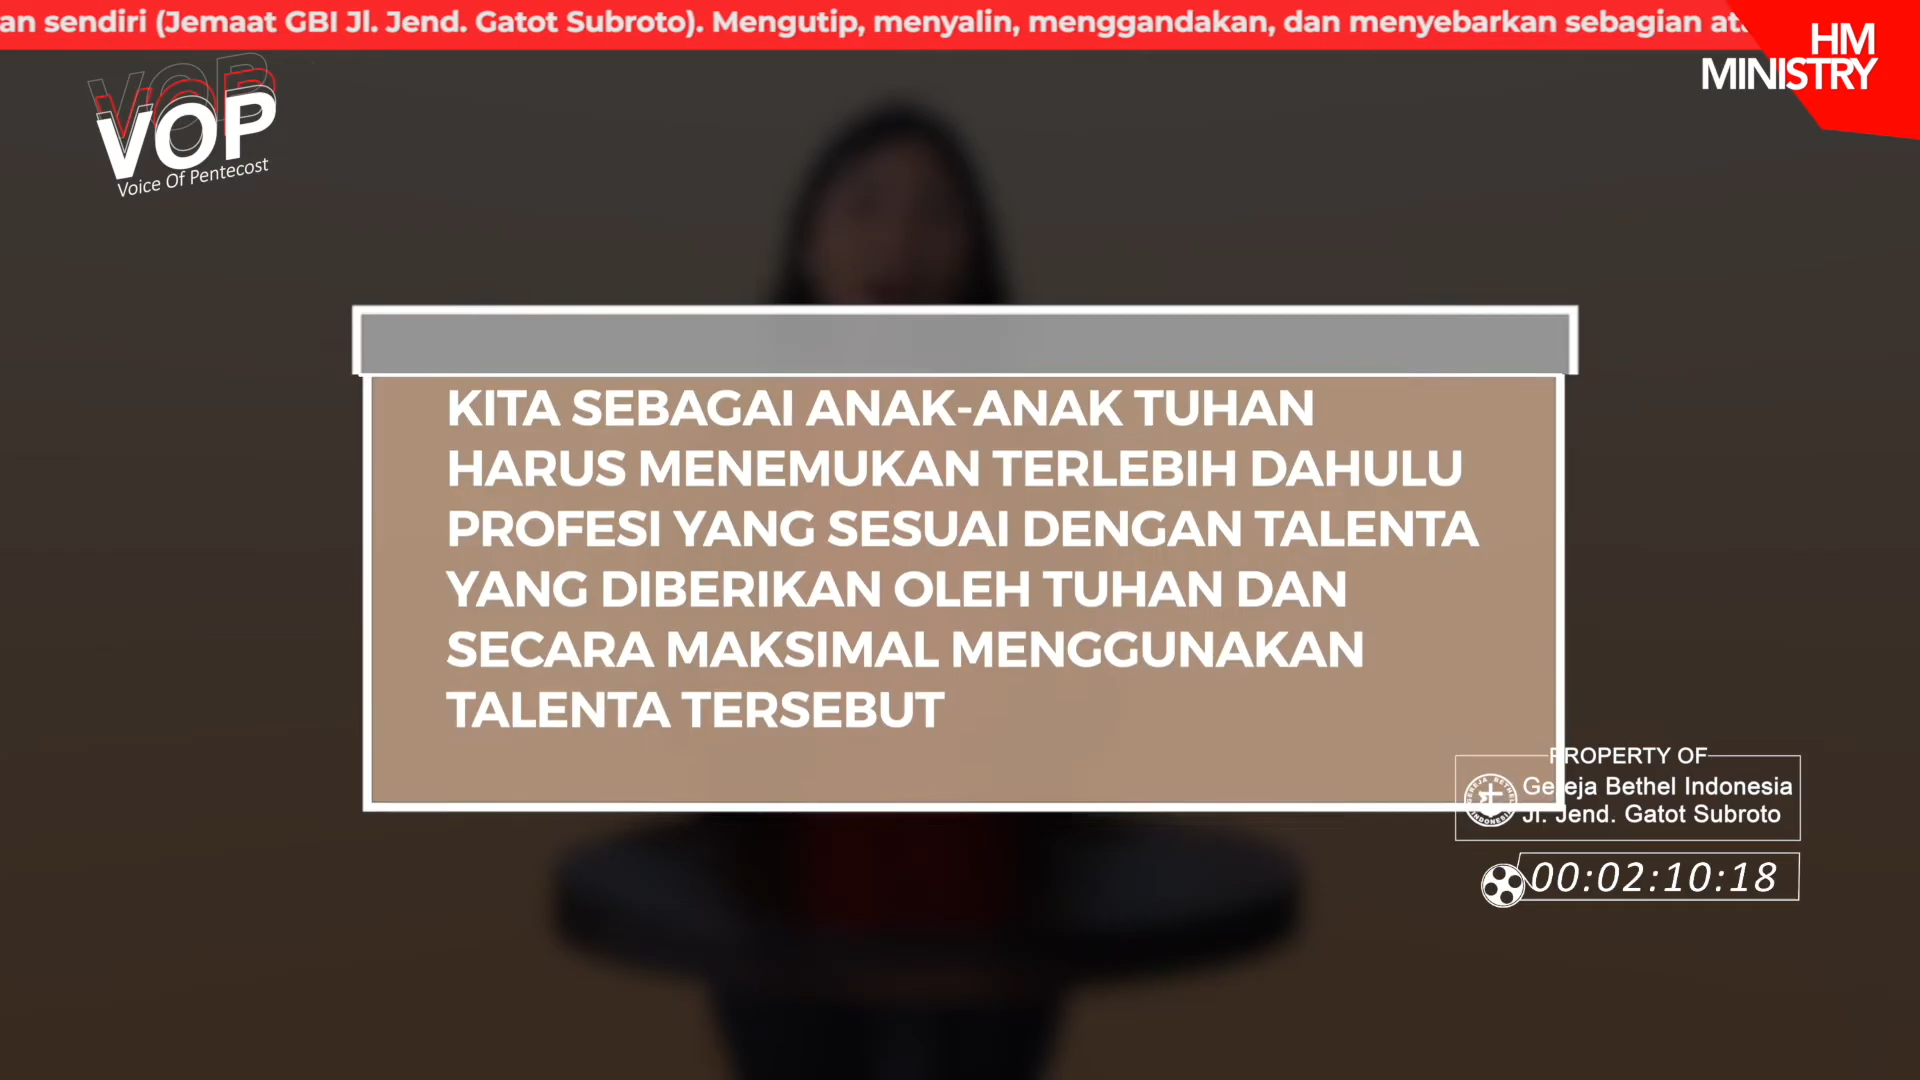 an sendiri (Jemaat GBI Jl. Jend. Gatot Subroto). Mengutip, menyalin, menggandakan, dan menyebarkan sebagian
HM
MINISTRY
VOP
Voice Of Pentecost
KITA SEBAGAI ANAK-ANAK TUHAN
HARUS MENEMUKAN TERLEBIH DAHULU
PROFESI YANG SESUAI DENGAN TALENTA
YANG DIBERIKAN OLEH TUHAN DAN
SECARA MAKSIMAL MENGGUNAKAN
TALENTA TERSEBUT
PROPERTY OF
Gereja Bethel Indonesia
Jl. Jend. Gatot Subroto
GEREJA BETHEL INDONESIA
00:02:10:18